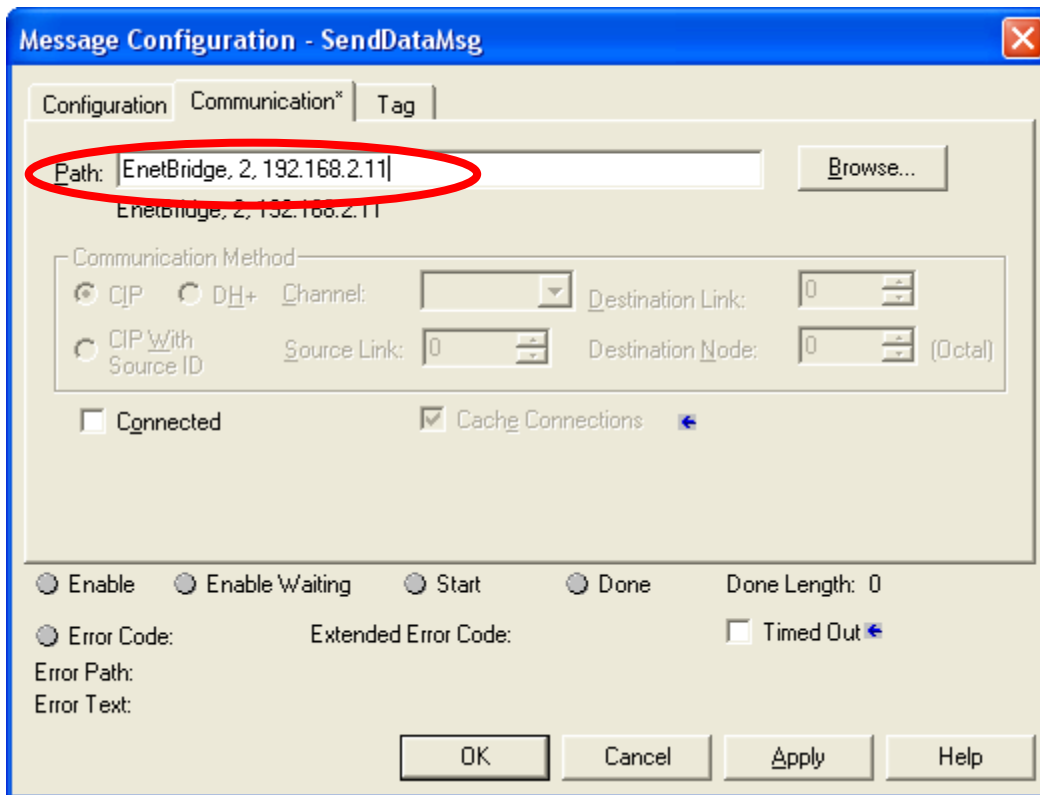 Message Configuration - SendDataMsg
Configuration Communication* Tag
Path: EnetBridge, 2, 192.168.2.11 Browse...
EnetBridge, 2, 192.168.2.11
Communication Method
CIP DH+ Channel: Destination Link: 0
CIP With Source ID Source Link: 0 Destination Node: 0 (Octal)
Connected Cache Connections
Enable Enable Waiting Start Done Done Length: 0
Error Code: Extended Error Code: Timed Out
Error Path:
Error Text:
OK Cancel Apply Help